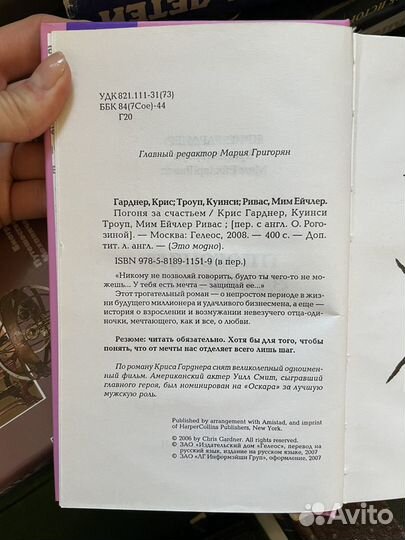 ДЕТЕЙ
УДК 821.111-31(73)
ББК 84(7Сое)-44
Г20
Главный редактор Мария Григорян
Гарднер, Крис; Троуп, Куинси; Ривас, Мим Ейчлер.
Погоня за счастьем / Крис Гарднер, Куинси
Троуп, Мим Ейчлер Ривас ; [пер. с англ. О. Рого-
зиной]. — Москва: Гелеос, 2008. — 400 с. — Доп.
тит. л. англ. — (Это модно).
ISBN 978-5-8189-1151-9 (в пер.)
"Никому не позволяй говорить, будто ты чего-то не мо-
жешь... У тебя есть мечта — защищай ее..."
Этот трогательный роман — о непростом периоде в жиз-
ни будущего миллионера и удачливого бизнесмена, а еще —
история о взрослении и возмужании невезучего отца-оди-
ночки, мечтающего, как и все, о любви.
Резюме: читать обязательно. Хотя бы для того, чтобы
понять, что от мечты нас отделяет всего лишь шаг.
По роману Криса Гарднера снят великолепный одноимен-
ный фильм. Американский актер Уилл Смит, сыгравший
главного героя, был номинирован на «Оскара» за лучшую
мужскую роль.
Published by arrangement with Amistad, and imprint
of HarperCollins Publishers, New York.
© 2006 by Chris Gardner. All rights reserved.
© ЗАО «Издательский дом «Гелеос», перевод на
русский язык, издание на русском языке, 2007
© ЗАО «ЛГ Информэйшн Груп», оформление, 2007
Avito